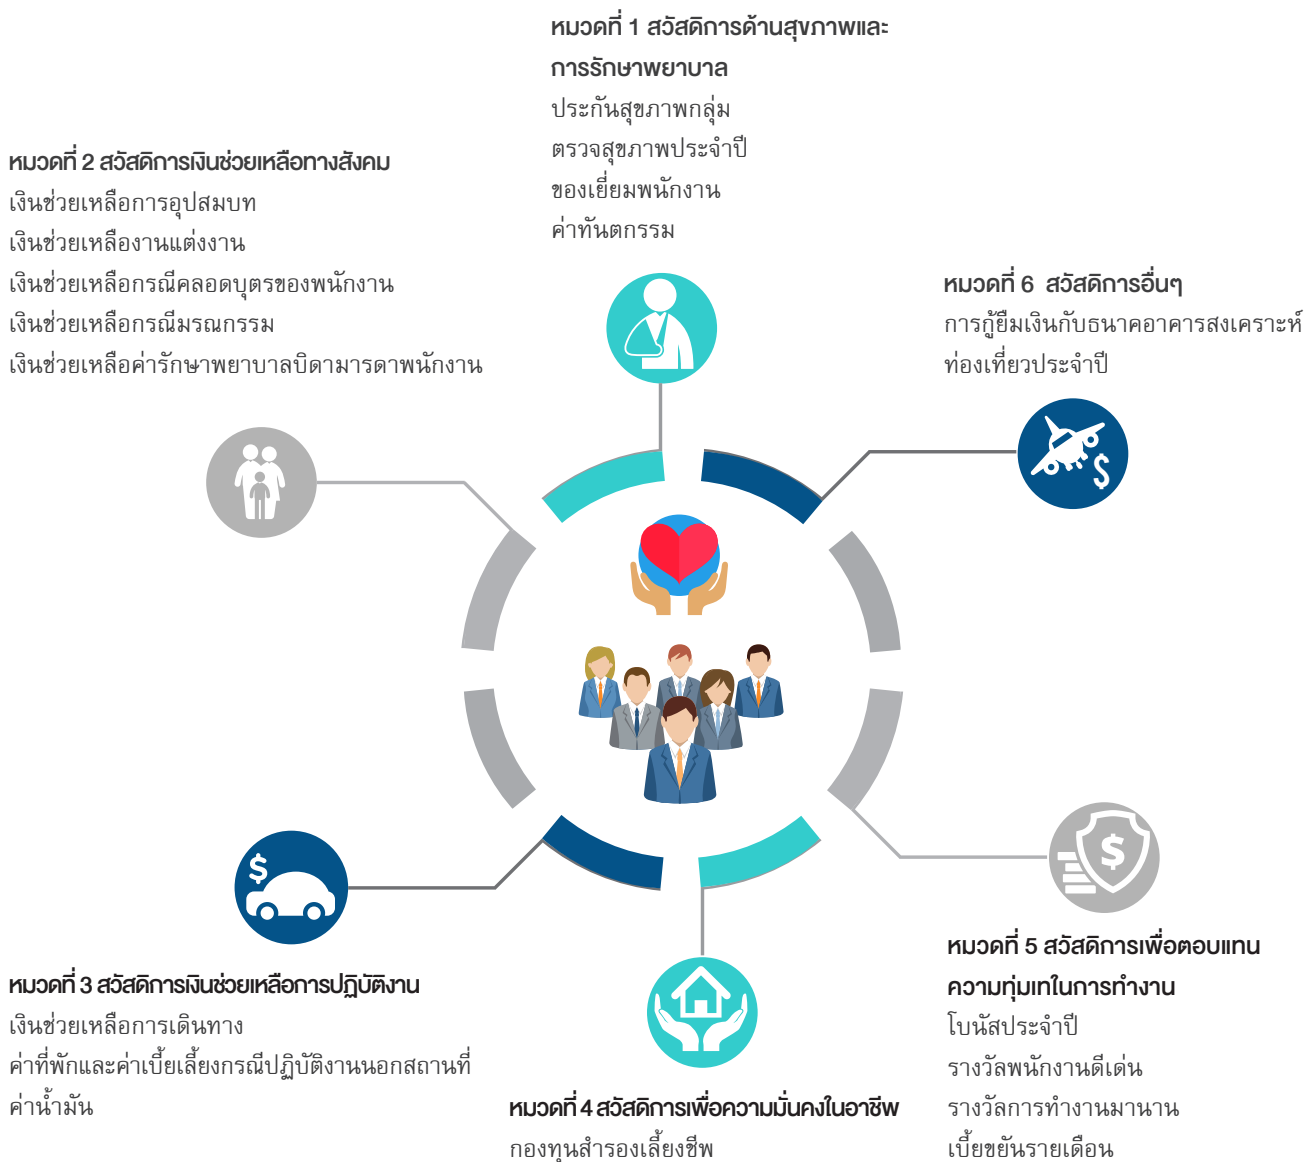 หมวดที่ 1 สวัสดิการด้านสุขภาพและ
การรักษาพยาบาล
ประกันสุขภาพกลุ่ม
ตรวจสุขภาพประจำปี
ของเยี่ยมพนักงาน
ค่าทันตกรรม
หมวดที่ 2 สวัสดิการเงินช่วยเหลือทางสังคม
เงินช่วยเหลือการอุปสมบท
เงินช่วยเหลืองานแต่งงาน
เงินช่วยเหลือกรณีคลอดบุตรของพนักงาน
เงินช่วยเหลือกรณีมรณกรรม
เงินช่วยเหลือค่ารักษาพยาบาลบิดามารดาพนักงาน
หมวดที่ 6 สวัสดิการอื่นๆ
การกู้ยืมเงินกับธนาคอาคารสงเคราะห์
ท่องเที่ยวประจำปี
$
$
$
หมวดที่ 3 สวัสดิการเงินช่วยเหลือการปฏิบัติงาน
เงินช่วยเหลือการเดินทาง
ค่าที่พักและค่าเบี้ยเลี้ยงกรณีปฏิบัติงานนอกสถานที่
ค่าน้ำมัน
หมวดที่ 4 สวัสดิการเพื่อความมั่นคงในอาชีพ
กองทุนสำรองเลี้ยงชีพ
หมวดที่ 5 สวัสดิการเพื่อตอบแทน
ความทุ่มเทในการทำงาน
โบนัสประจำปี
รางวัลพนักงานดีเด่น
รางวัลการทำงานมานาน
เบี้ยขยันรายเดือน